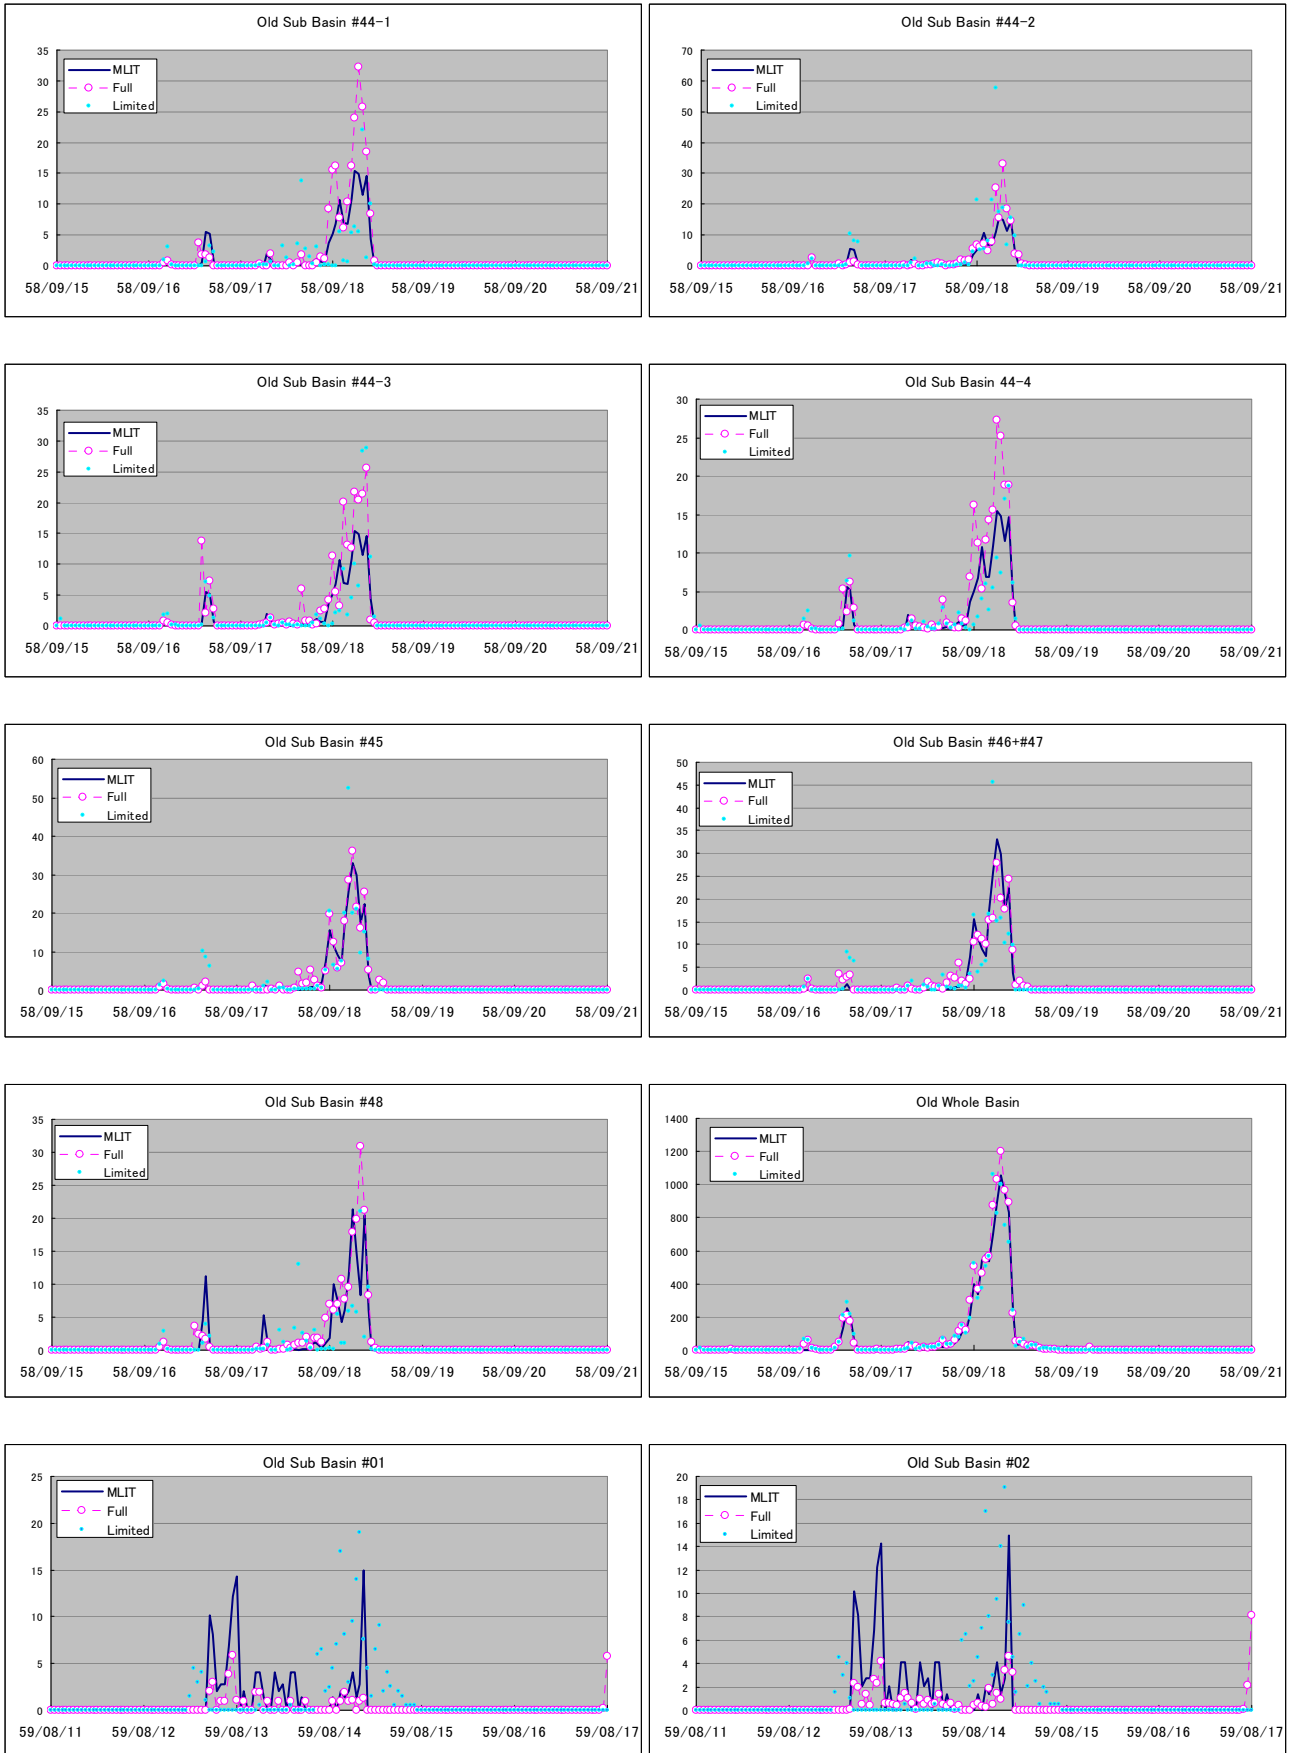 Old Sub Basin #44-1
35
30
25
20
15
10
5
0
MLIT
Full
Limited
58/09/15 58/09/16 58/09/17 58/09/18 58/09/19 58/09/20 58/09/21
Old Sub Basin #44-2
70
60
50
40
30
20
10
0
MLIT
Full
Limited
58/09/15 58/09/16 58/09/17 58/09/18 58/09/19 58/09/20 58/09/21
Old Sub Basin #44-3
35
30
25
20
15
10
5
0
MLIT
Full
Limited
58/09/15 58/09/16 58/09/17 58/09/18 58/09/19 58/09/20 58/09/21
Old Sub Basin 44-4
30
25
20
15
10
5
0
MLIT
Full
Limited
58/09/15 58/09/16 58/09/17 58/09/18 58/09/19 58/09/20 58/09/21
Old Sub Basin #45
60
50
40
30
20
10
0
MLIT
Full
Limited
58/09/15 58/09/16 58/09/17 58/09/18 58/09/19 58/09/20 58/09/21
Old Sub Basin #46+#47
50
45
40
35
30
25
20
15
10
5
0
MLIT
Full
Limited
58/09/15 58/09/16 58/09/17 58/09/18 58/09/19 58/09/20 58/09/21
Old Sub Basin #48
35
30
25
20
15
10
5
0
MLIT
Full
Limited
58/09/15 58/09/16 58/09/17 58/09/18 58/09/19 58/09/20 58/09/21
Old Whole Basin
1400
1200
1000
800
600
400
200
0
MLIT
Full
Limited
58/09/15 58/09/16 58/09/17 58/09/18 58/09/19 58/09/20 58/09/21
Old Sub Basin #01
25
20
15
10
5
0
MLIT
Full
Limited
59/08/11 59/08/12 59/08/13 59/08/14 59/08/15 59/08/16 59/08/17
Old Sub Basin #02
20
18
16
14
12
10
8
6
4
2
0
MLIT
Full
Limited
59/08/11 59/08/12 59/08/13 59/08/14 59/08/15 59/08/16 59/08/17